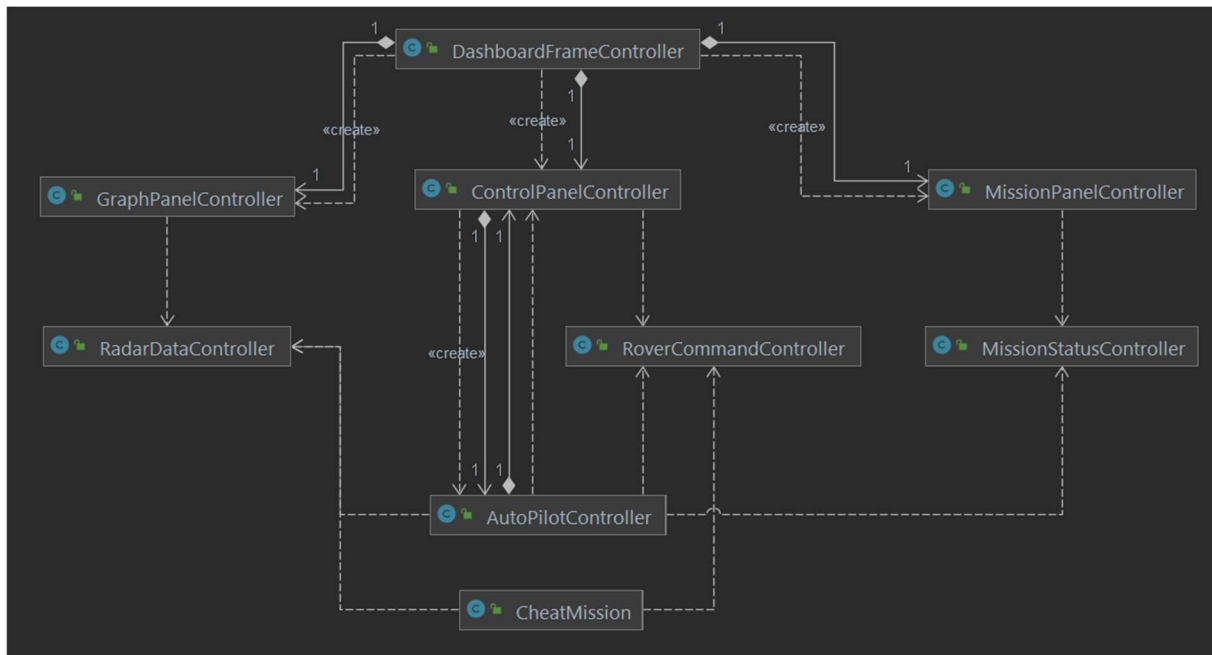 1
1
C DashboardFrameController
1
1
«create»
«create»
«create»
1
1
1
C GraphPanelController
C ControlPanelController
C MissionPanelController
1
1
C RadarDataController
«create»
C RoverCommandController
C MissionStatusController
1
1
C AutoPilotController
C CheatMission